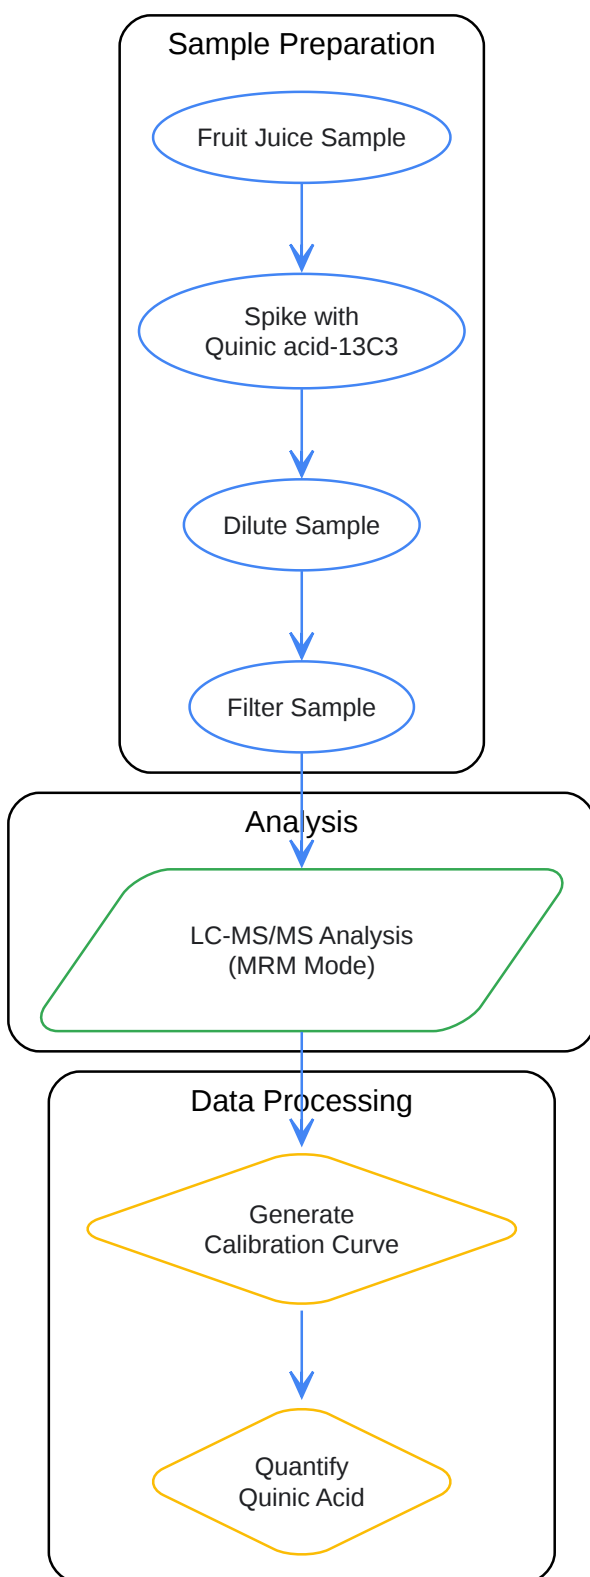 Sample Preparation
Fruit Juice Sample
Spike with
Quinic acid-13C3
Dilute Sample
Filter Sample
Analysis
LC-MS/MS Analysis
(MRM Mode)
Data Processing
Generate
Calibration Curve
Quantify
Quinic Acid